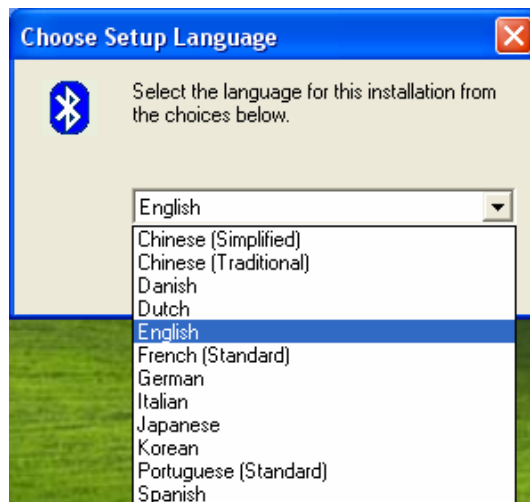 Choose Setup Language
Select the language for this installation from
the choices below.
English
Chinese (Simplified)
Chinese (Traditional)
Danish
Dutch
English
French (Standard)
German
Italian
Japanese
Korean
Portuguese (Standard)
Spanish